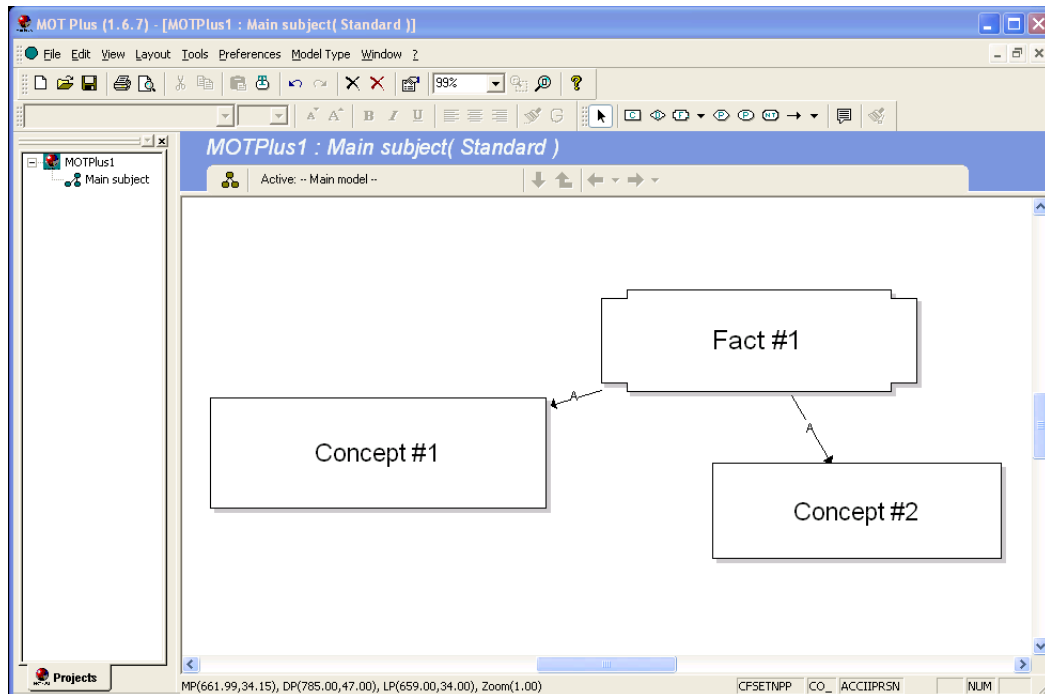 MOT Plus (1.6.7) - [MOTPlus1 : Main subject( Standard )]
File Edit View Layout Tools Preferences Model Type Window ?
99%
B I U G C I F P P NT
MOTPlus1
Main subject
MOTPlus1 : Main subject( Standard )
Active: -- Main model --
Fact #1
A
A
Concept #1
Concept #2
Projects
MP(661.99,34.15), DP(785.00,47.00), LP(659.00,34.00), Zoom(1.00) CFSETNPP CO_ ACCIIPRSN NUM